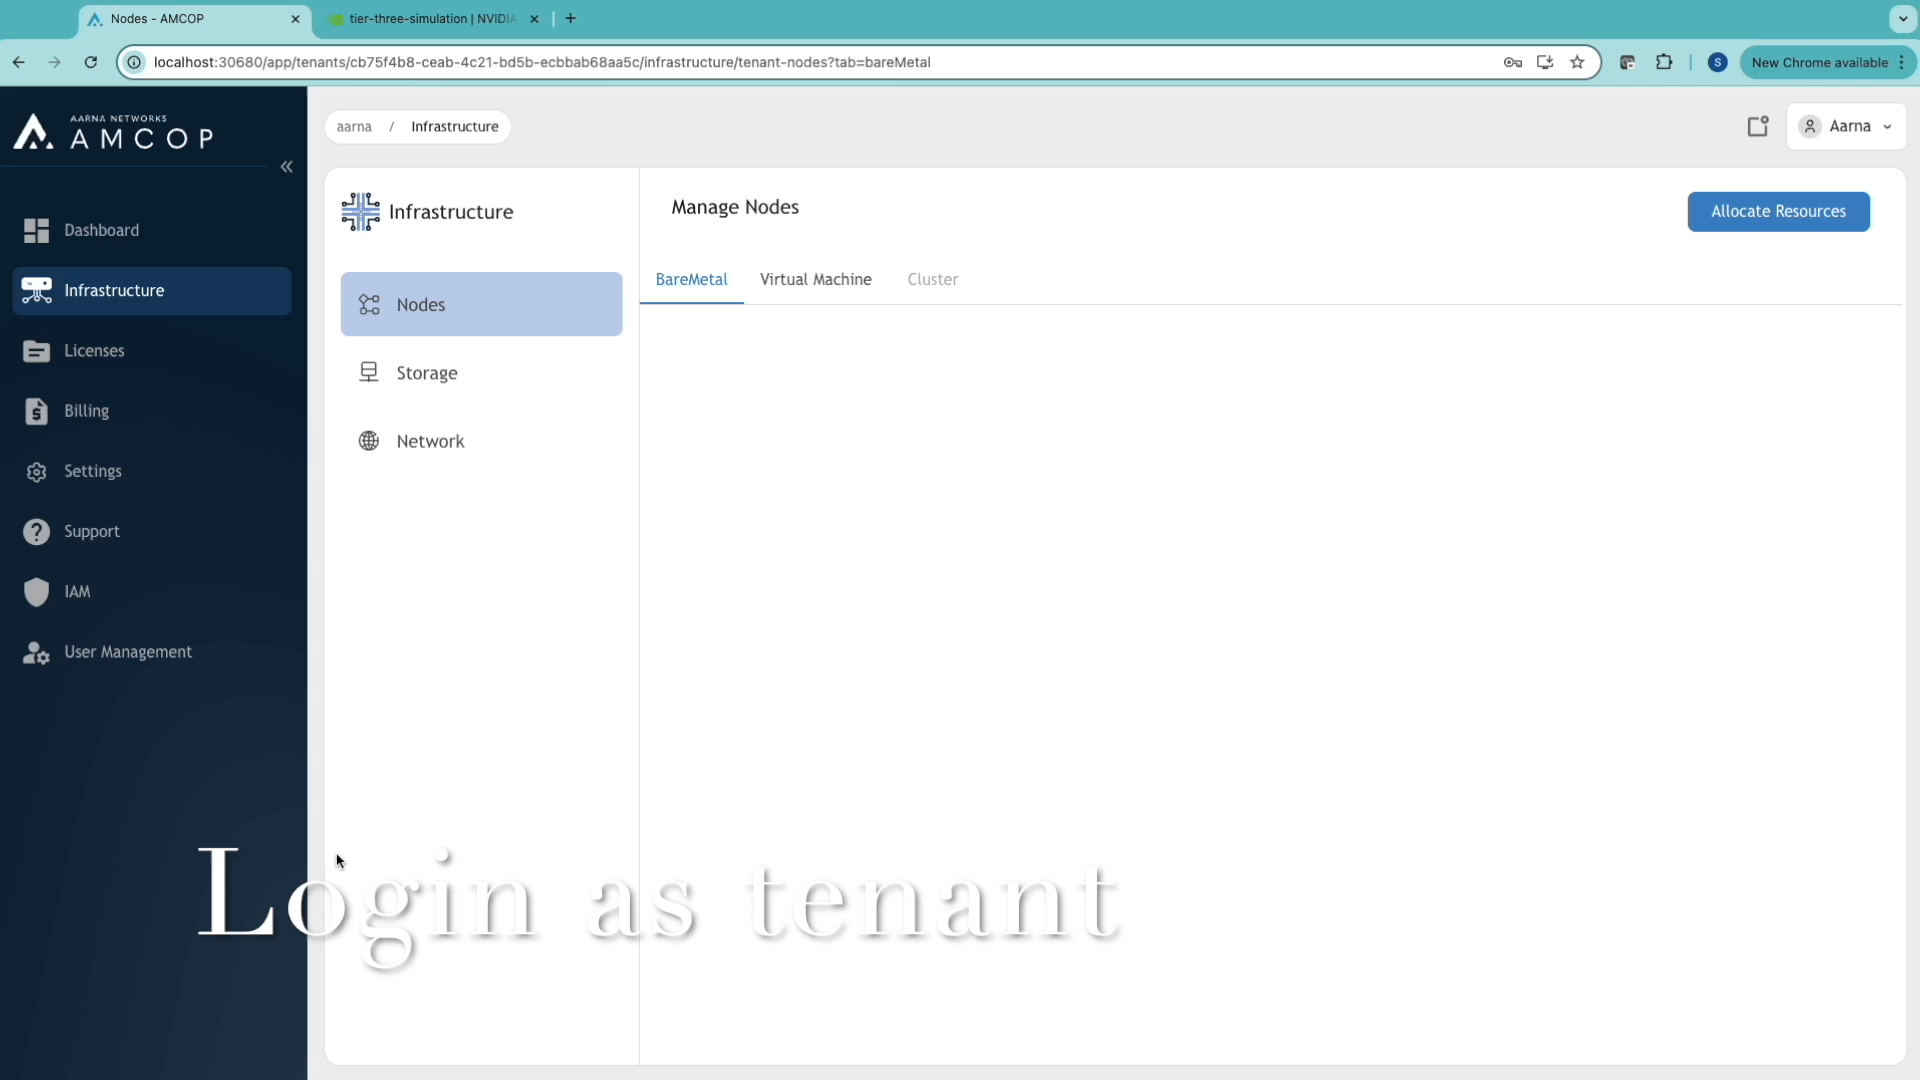 Nodes - AMCOP
tier-three-simulation | NVIDIA
localhost:30680/app/tenants/cb75f4b8-ceab-4c21-bd5b-ecbbab68aa5c/infrastructure/tenant-nodes?tab=bareMetal
S
New Chrome available
AARNA NETWORKS
AMCOP
aarna / Infrastructure
Aarna
Dashboard
Infrastructure
Licenses
Billing
Settings
Support
IAM
User Management
Infrastructure
Nodes
Storage
Network
Manage Nodes
Allocate Resources
BareMetal
Virtual Machine
Cluster
Login as tenant